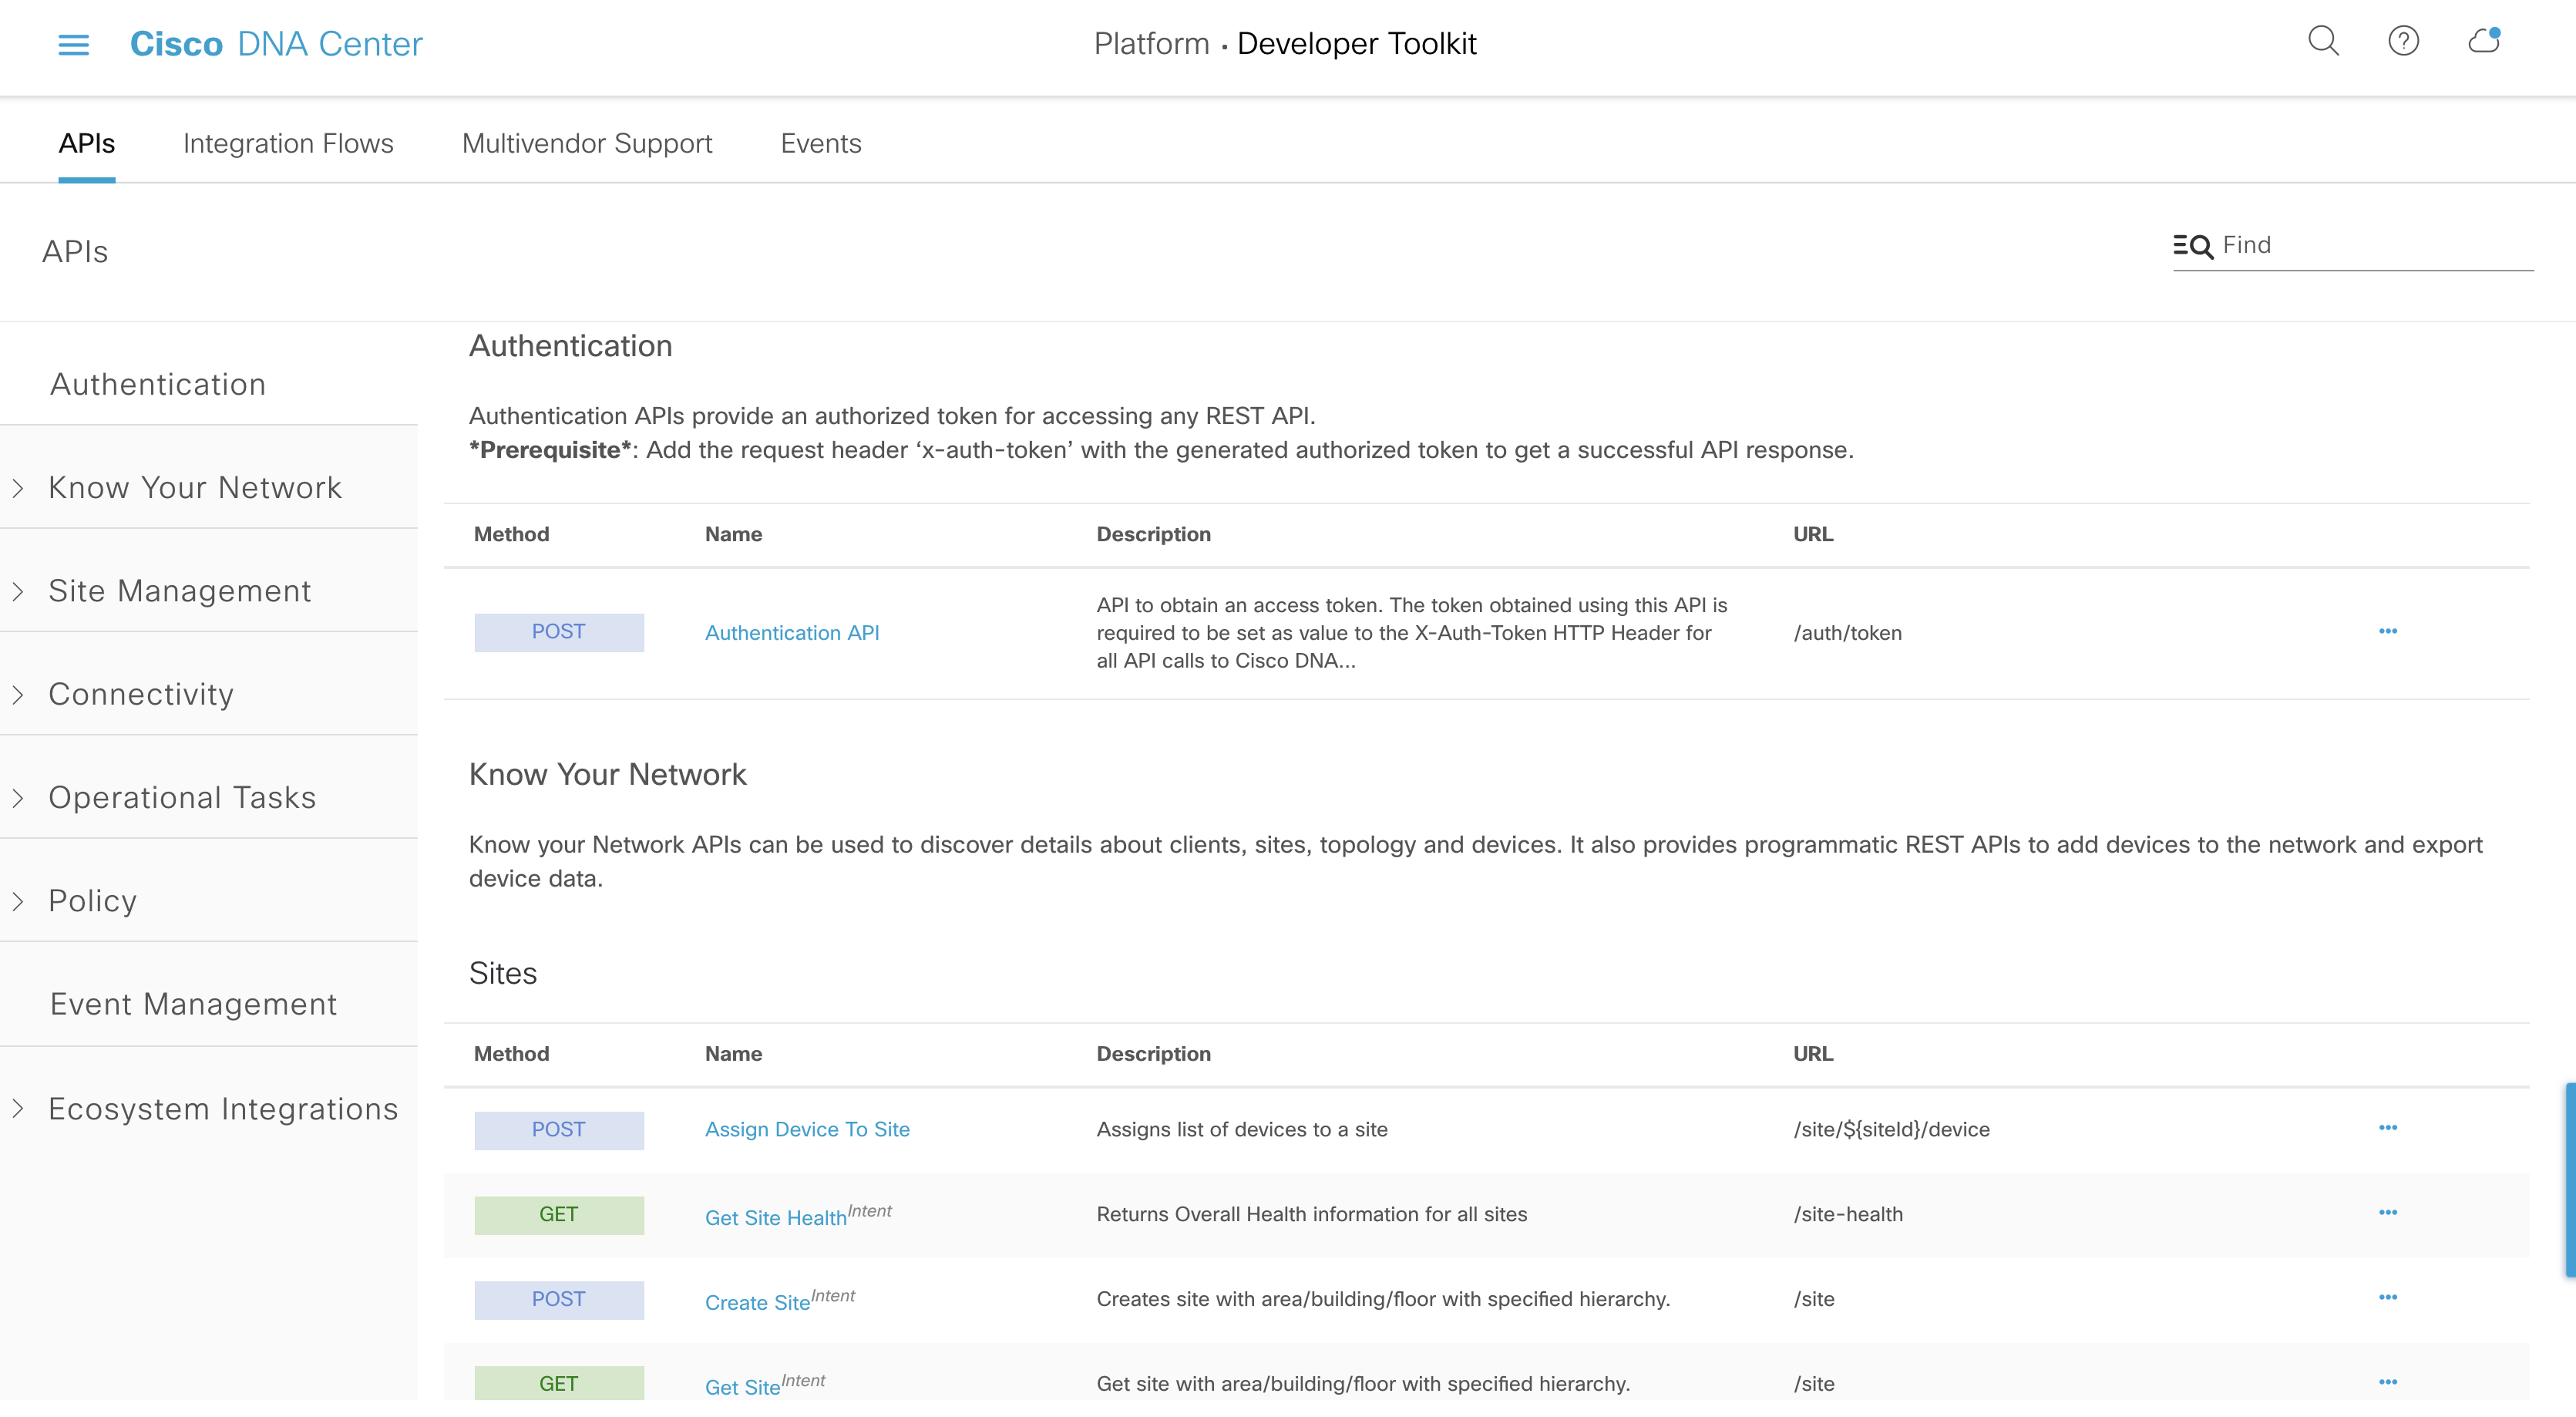 Cisco DNA Center
Platform · Developer Toolkit
APIs
Integration Flows
Multivendor Support
Events
APIs
Find
Authentication
Know Your Network
Site Management
Connectivity
Operational Tasks
Policy
Event Management
Ecosystem Integrations
Authentication
Authentication APIs provide an authorized token for accessing any REST API.
*Prerequisite*: Add the request header ‘x-auth-token’ with the generated authorized token to get a successful API response.
Method Name Description URL
POST Authentication API API to obtain an access token. The token obtained using this API is
required to be set as value to the X-Auth-Token HTTP Header for
all API calls to Cisco DNA...
/auth/token
Know Your Network
Know your Network APIs can be used to discover details about clients, sites, topology and devices. It also provides programmatic REST APIs to add devices to the network and export
device data.
Sites
Method Name Description URL
POST Assign Device To Site Assigns list of devices to a site /site/${siteId}/device
GET Get Site Health Intent Returns Overall Health information for all sites /site-health
POST Create Site Intent Creates site with area/building/floor with specified hierarchy. /site
GET Get Site Intent Get site with area/building/floor with specified hierarchy. /site